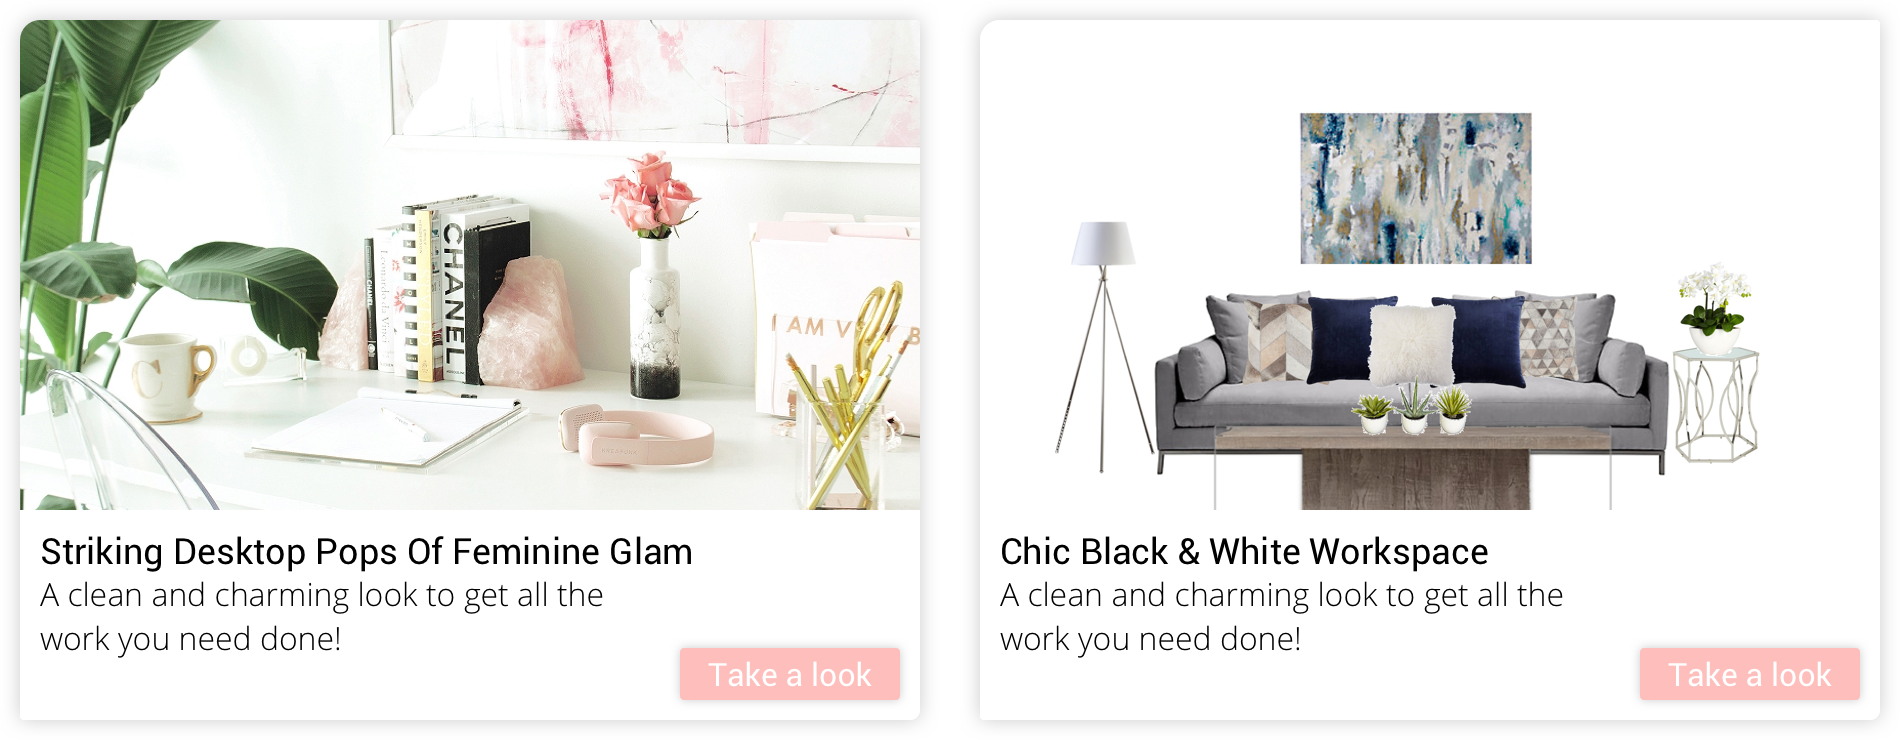 CHANEL
CHANEL
C
I AM V Y B
Striking Desktop Pops Of Feminine Glam
A clean and charming look to get all the
work you need done!
Take a look
Chic Black & White Workspace
A clean and charming look to get all the
work you need done!
Take a look